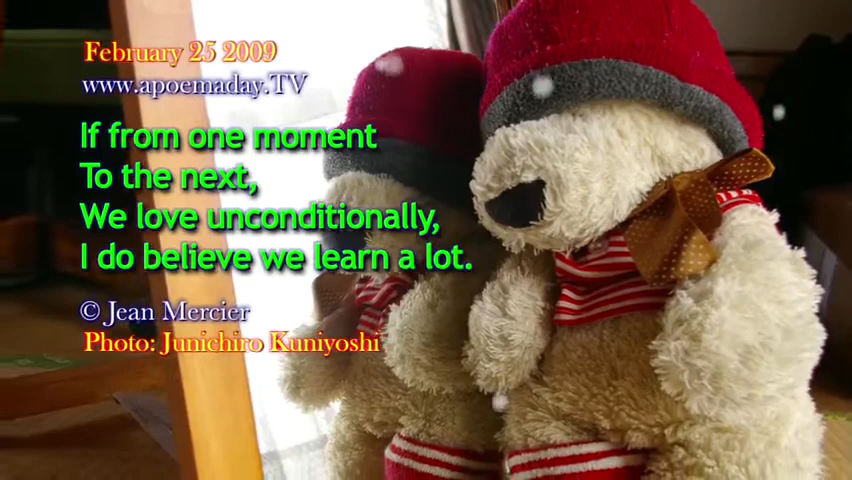 February 25 2009
www.apoemaday.TV
If from one moment
To the next,
We love unconditionally,
I do believe we learn a lot.
© Jean Mercier
Photo: Junichiro Kuniyoshi